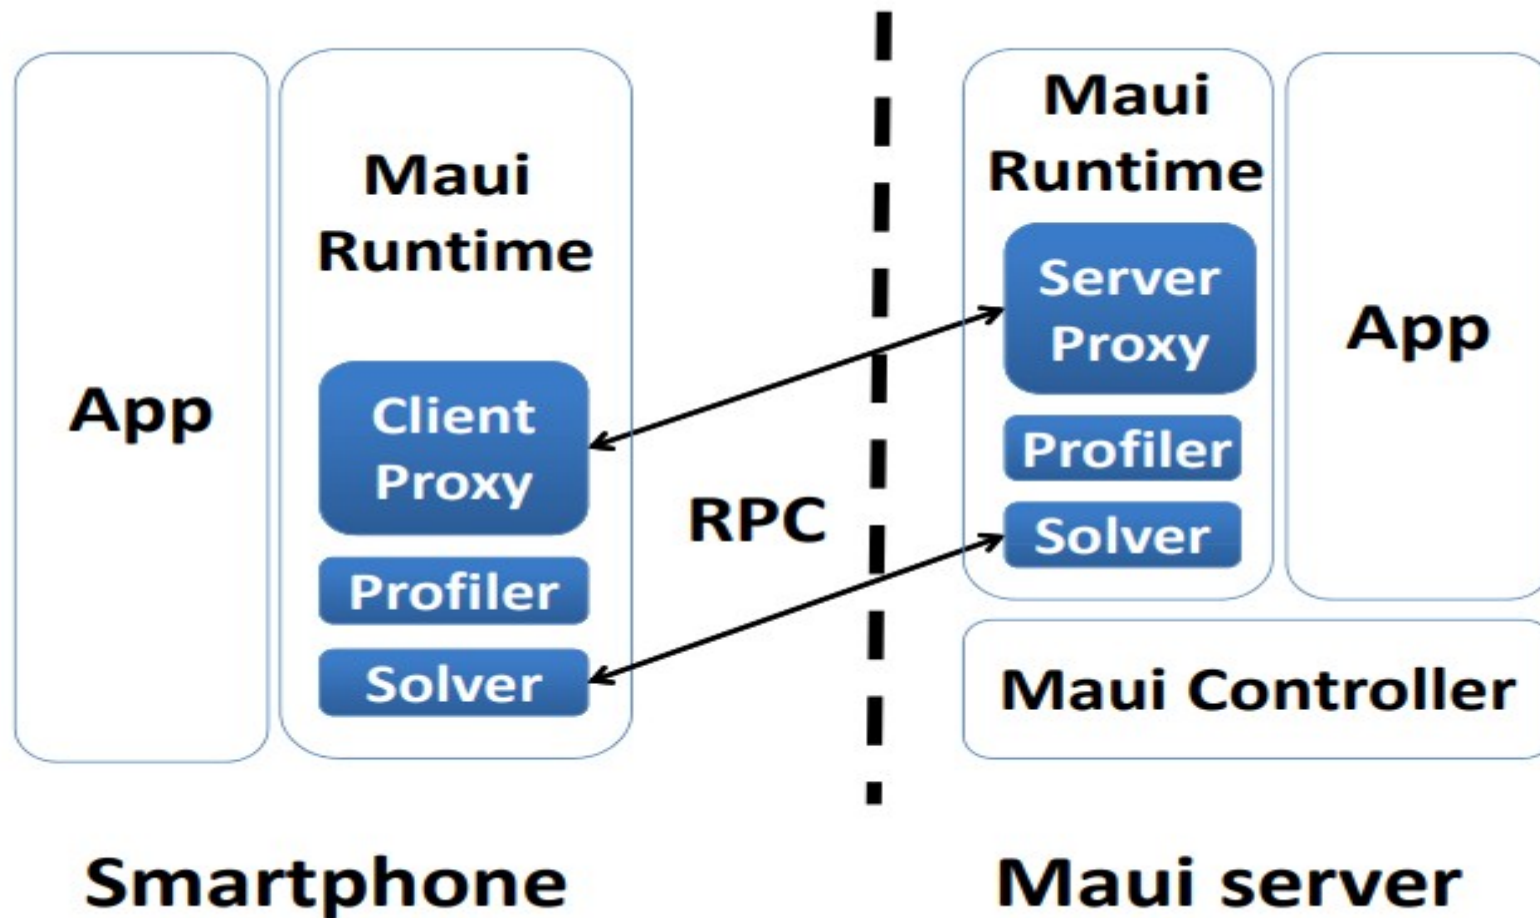 App
Maui
Runtime
Client
Proxy
Profiler
Solver
RPC
Maui
Runtime
Server
Proxy
Profiler
Solver
App
Maui Controller
Smartphone
Maui server